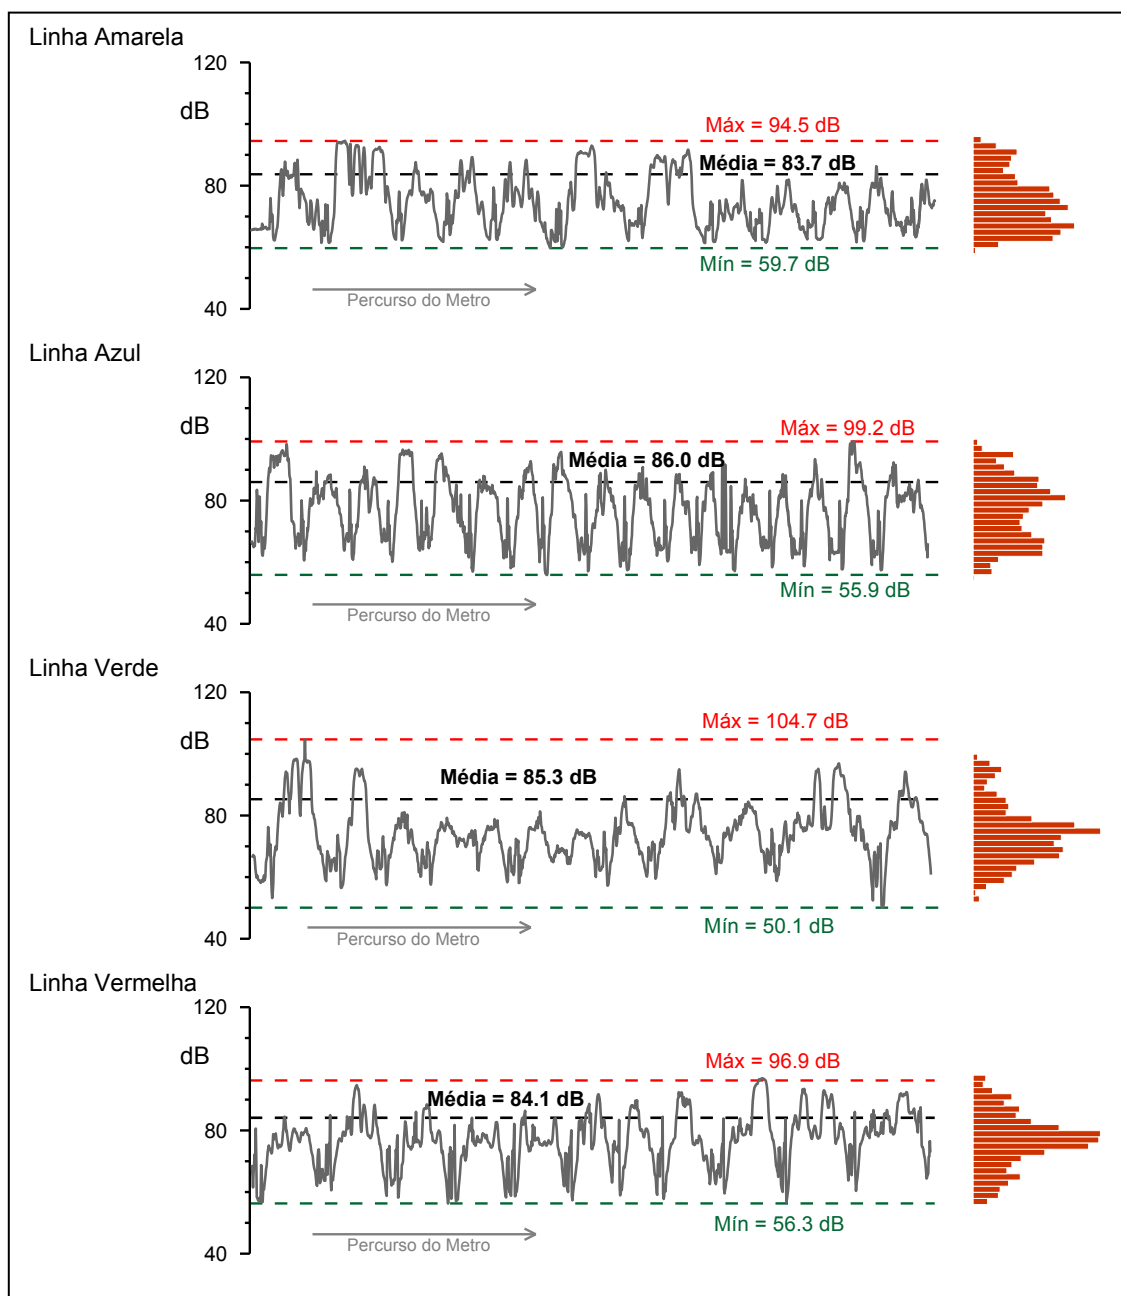 Linha Amarela
120
dB
Máx = 94.5 dB
Média = 83.7 dB
80
Mín = 59.7 dB
Percurso do Metro
40
Linha Azul
120
dB
Máx = 99.2 dB
Média = 86.0 dB
80
Mín = 55.9 dB
Percurso do Metro
40
Linha Verde
120
Máx = 104.7 dB
dB
Média = 85.3 dB
80
Mín = 50.1 dB
Percurso do Metro
40
Linha Vermelha
120
dB
Máx = 96.9 dB
Média = 84.1 dB
80
Mín = 56.3 dB
Percurso do Metro
40